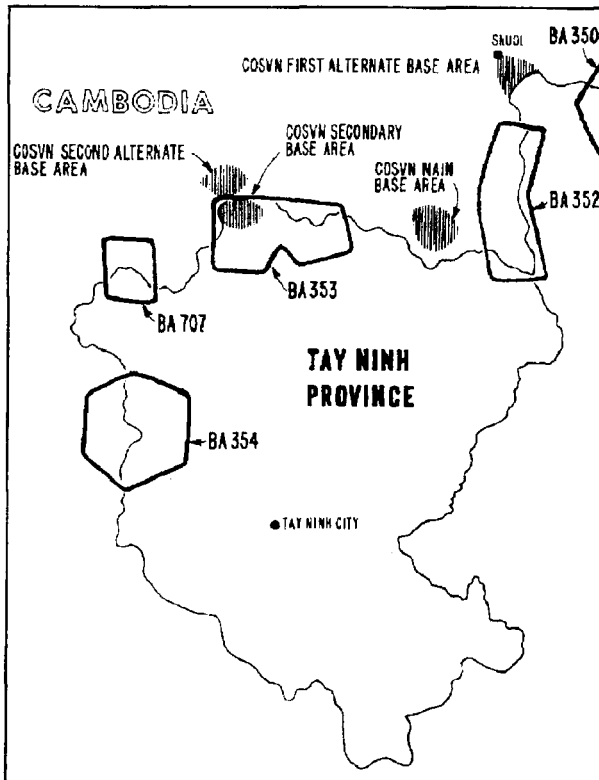 SNUOL
BA 350
COSVN FIRST ALTERNATE BASE AREA
CAMBODIA
COSVN SECONDARY
BASE AREA
COSVN SECOND ALTERNATE
BASE AREA
COSVN MAIN
BASE AREA
BA 352
BA 353
BA 707
TAY NINH
PROVINCE
BA 354
TAY NINH CITY